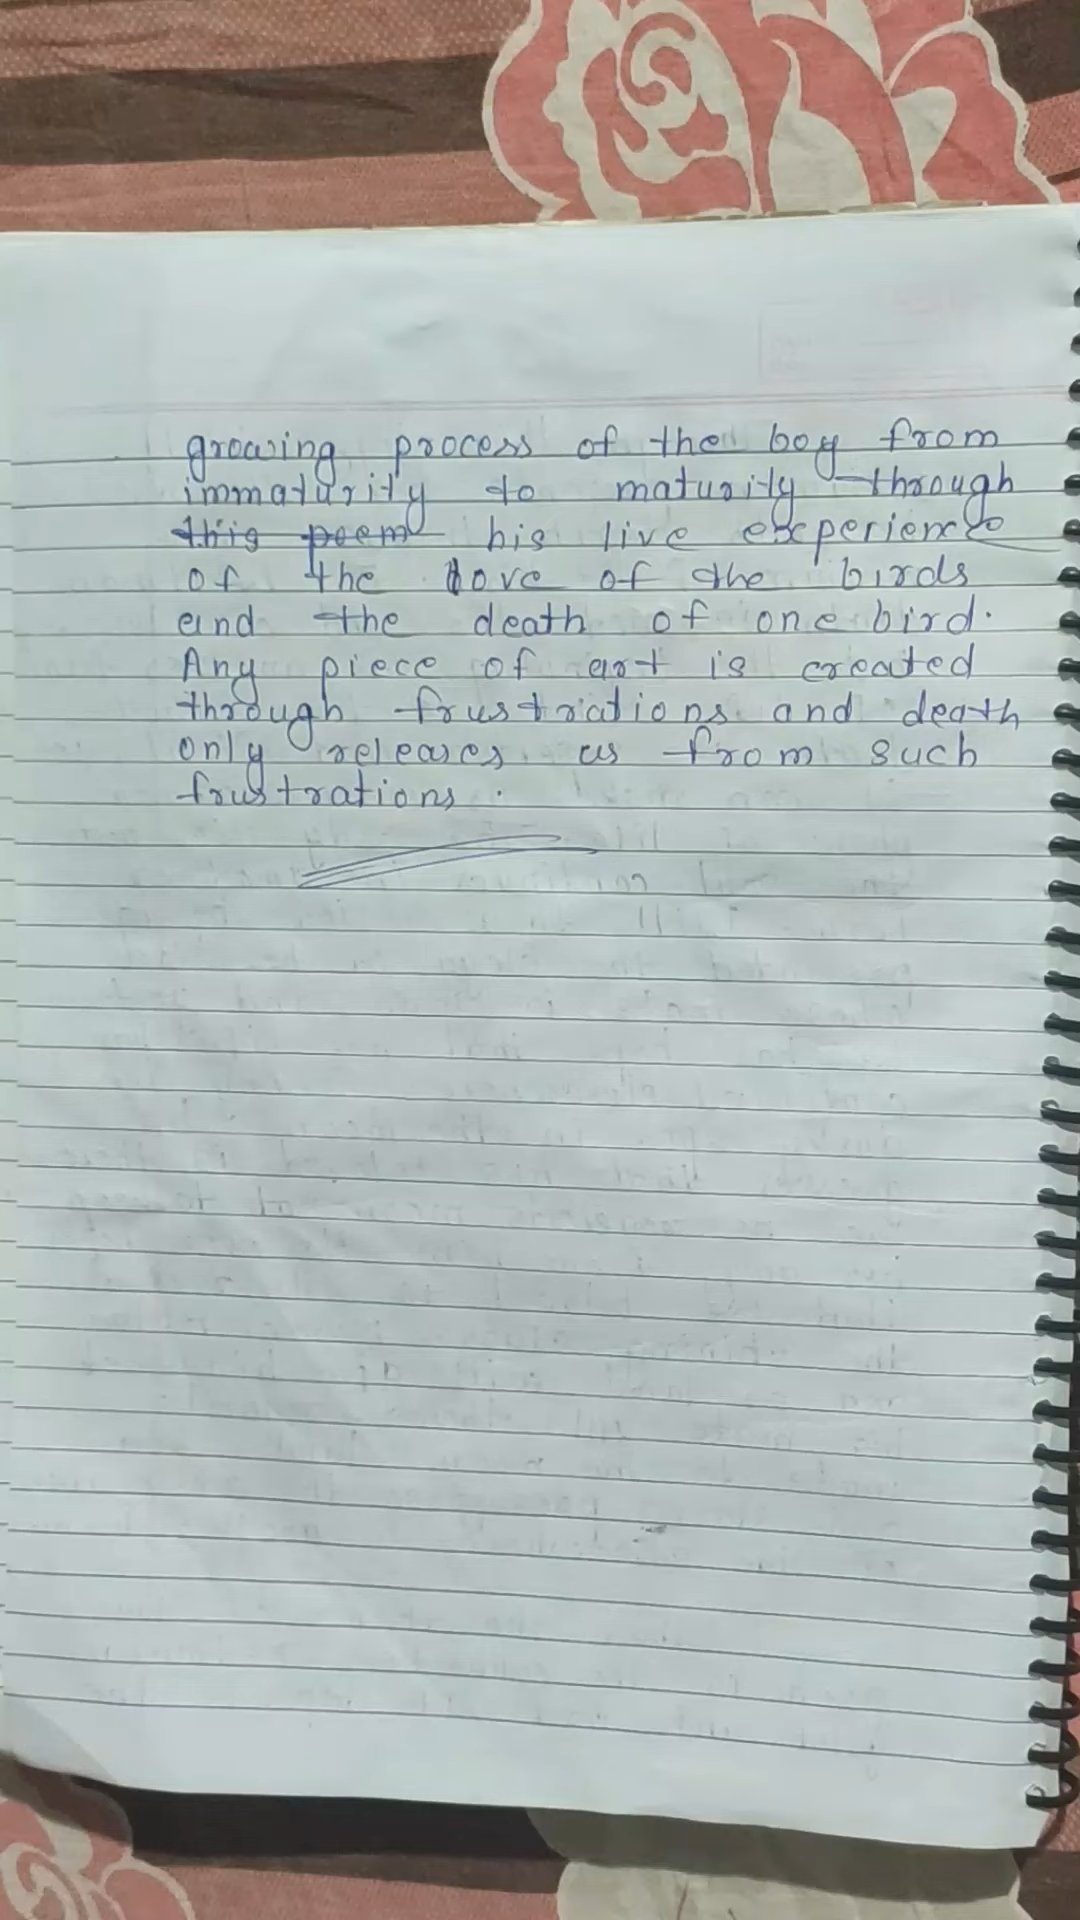 growing process of the boy from
immaturity to maturity through
this poem his live experience
of the love of the birds
and the death of one bird.
Any piece of art is created
through frustrations and death
only releases us from such
frustrations.